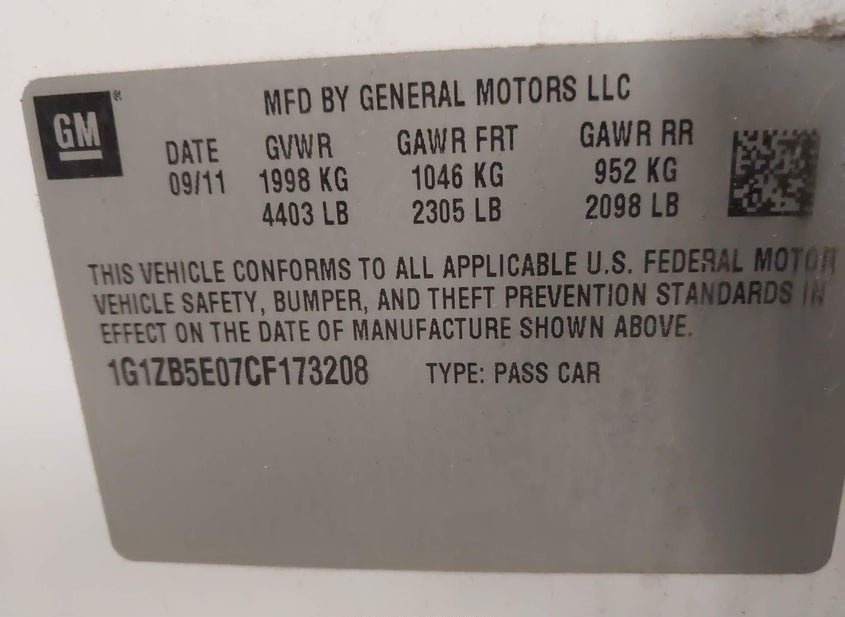 GM ®
MFD BY GENERAL MOTORS LLC
DATE GVWR GAWR FRT GAWR RR
09/11 1998 KG 1046 KG 952 KG
4403 LB 2305 LB 2098 LB
THIS VEHICLE CONFORMS TO ALL APPLICABLE U.S. FEDERAL MOTOR
VEHICLE SAFETY, BUMPER, AND THEFT PREVENTION STANDARDS IN
EFFECT ON THE DATE OF MANUFACTURE SHOWN ABOVE.
1G1ZB5E07CF173208 TYPE: PASS CAR